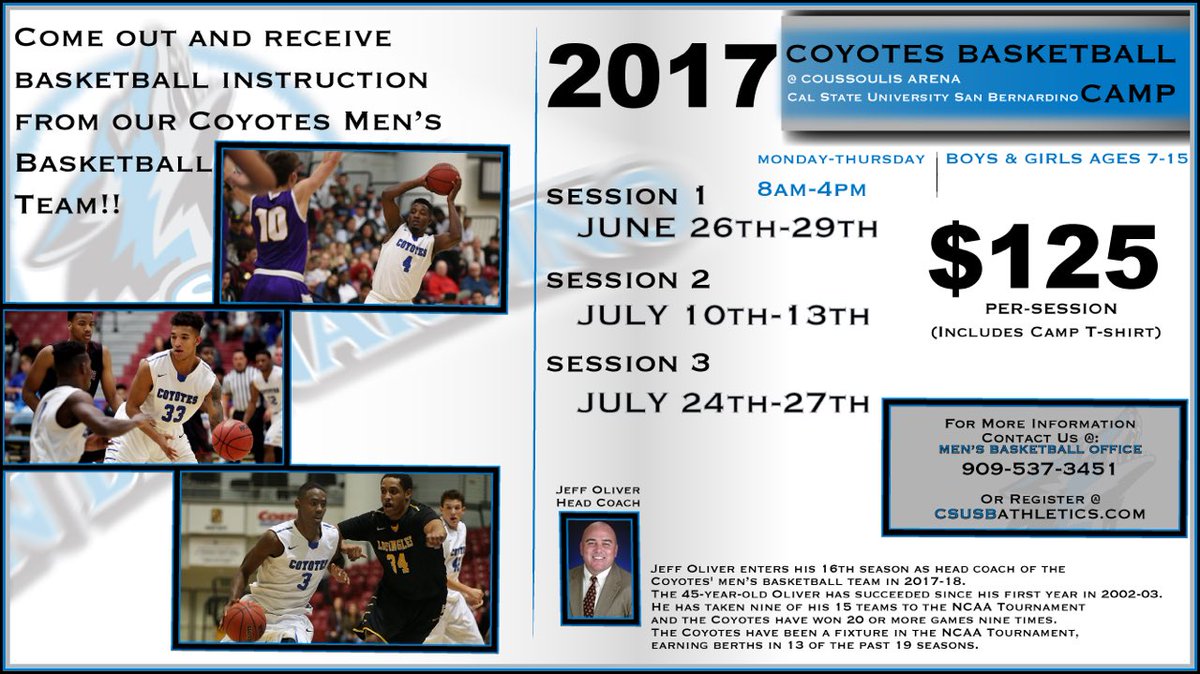 Come out and receive
basketball instruction
from our Coyotes Men's
Basketball
Team!!
10
COYOTES
4
COYOTES
33
COYOTES
3
34
2017
COYOTES BASKETBALL
@ COUSSOULIS ARENA
Cal State University San Bernardino CAMP
MONDAY-THURSDAY
8AM-4PM
BOYS & GIRLS AGES 7-15
SESSION 1
JUNE 26TH-29TH
SESSION 2
JULY 10TH-13TH
SESSION 3
JULY 24TH-27TH
$125
PER-SESSION
(Includes Camp T-shirt)
For More Information
Contact Us @:
MEN'S BASKETBALL OFFICE
909-537-3451
Or Register @
CSUSBATHLETICS.COM
Jeff Oliver
Head Coach
Jeff Oliver enters his 16th season as head coach of the
Coyotes' men's basketball team in 2017-18.
The 45-year-old Oliver has succeeded since his first year in 2002-03.
He has taken nine of his 15 teams to the NCAA Tournament
and the Coyotes have won 20 or more games nine times.
The Coyotes have been a fixture in the NCAA Tournament,
earning berths in 13 of the past 19 seasons.